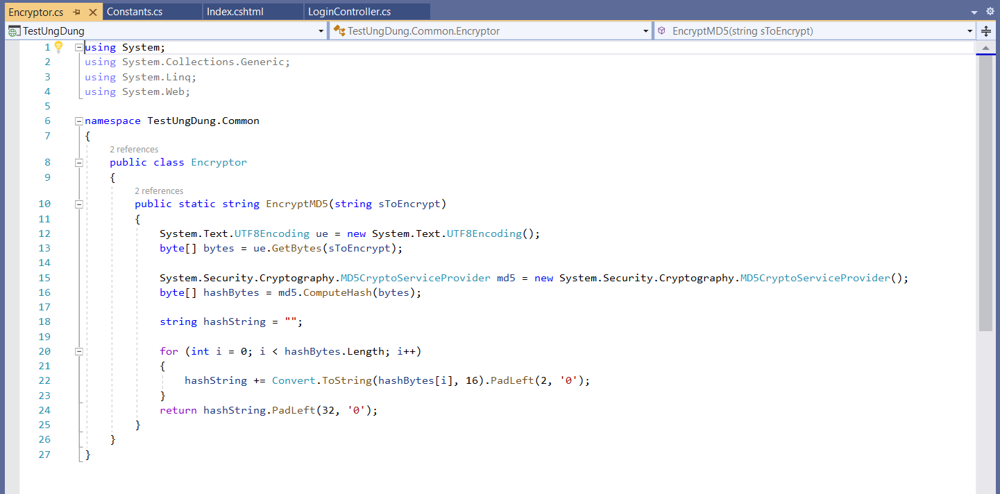 Encryptor.cs Constants.cs Index.cshtml LoginController.cs
TestUngDung TestUngDung.Common.Encryptor EncryptMD5(string sToEncrypt)
1 using System;
2 using System.Collections.Generic;
3 using System.Linq;
4 using System.Web;
5
6 namespace TestUngDung.Common
7 {
2 references
8 public class Encryptor
9 {
2 references
10 public static string EncryptMD5(string sToEncrypt)
11 {
12 System.Text.UTF8Encoding ue = new System.Text.UTF8Encoding();
13 byte[] bytes = ue.GetBytes(sToEncrypt);
14
15 System.Security.Cryptography.MD5CryptoServiceProvider md5 = new System.Security.Cryptography.MD5CryptoServiceProvider();
16 byte[] hashBytes = md5.ComputeHash(bytes);
17
18 string hashString = "";
19
20 for (int i = 0; i < hashBytes.Length; i++)
21 {
22 hashString += Convert.ToString(hashBytes[i], 16).PadLeft(2, '0');
23 }
24 return hashString.PadLeft(32, '0');
25 }
26 }
27 }